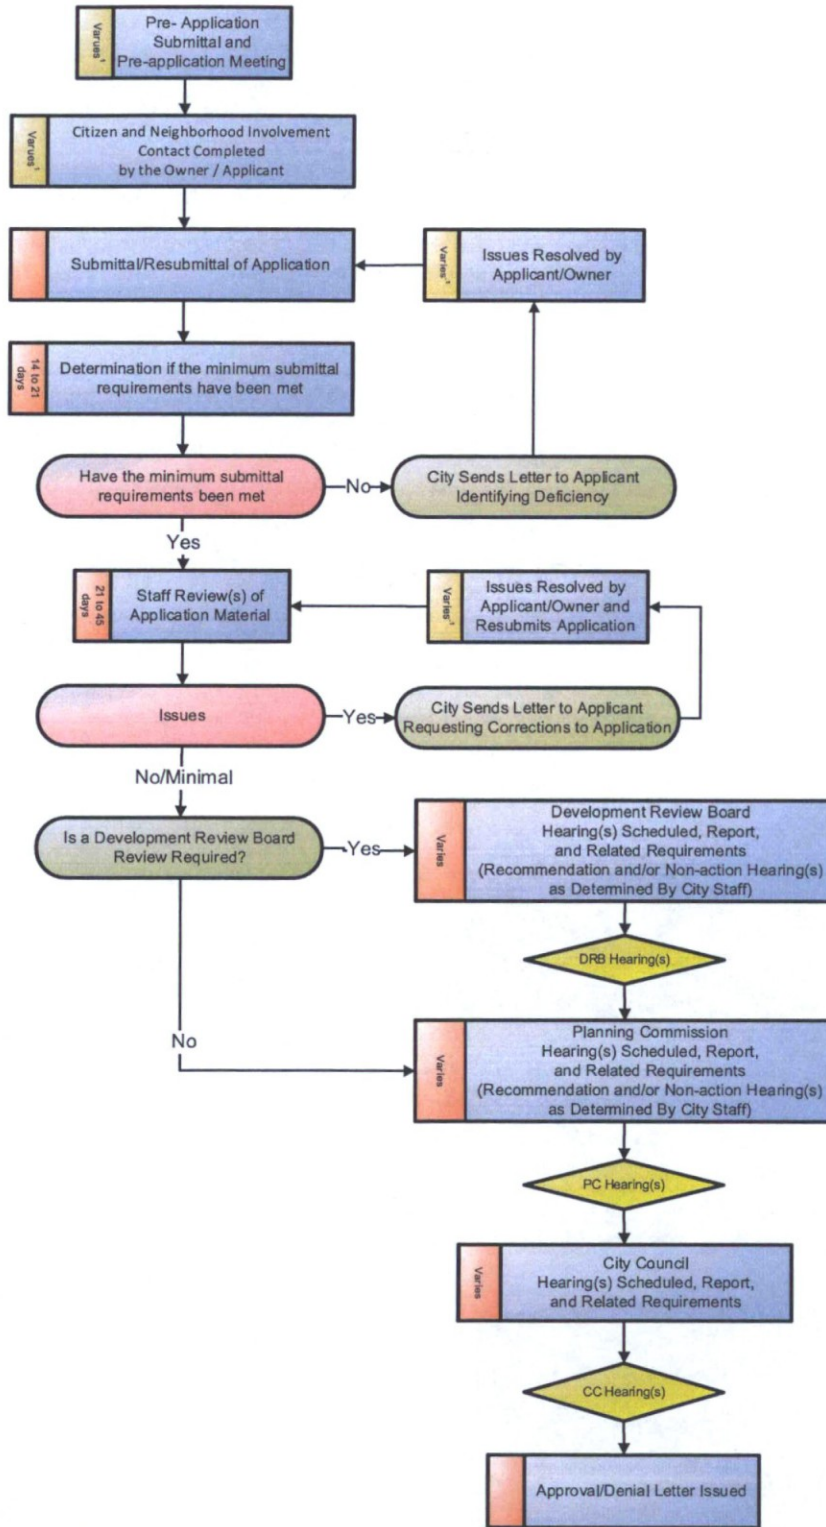 Varues¹
Pre- Application
Submittal and
Pre-application Meeting
Varues¹
Citizen and Neighborhood Involvement
Contact Completed
by the Owner / Applicant
Submittal/Resubmittal of Application
Varies.¹
Issues Resolved by
Applicant/Owner
14 to 21
days
Determination if the minimum submittal
requirements have been met
Have the minimum submittal
requirements been met
No
City Sends Letter to Applicant
Identifying Deficiency
Yes
21 to 45
days
Staff Review(s) of
Application Material
Varies.¹
Issues Resolved by
Applicant/Owner and
Resubmits Application
Issues
Yes
City Sends Letter to Applicant
Requesting Corrections to Application
No/Minimal
Is a Development Review Board
Review Required?
Yes
Varies
Development Review Board
Hearing(s) Scheduled, Report,
and Related Requirements
(Recommendation and/or Non-action Hearing(s)
as Determined By City Staff)
DRB Hearing(s)
No
Varies
Planning Commission
Hearing(s) Scheduled, Report,
and Related Requirements
(Recommendation and/or Non-action Hearing(s)
as Determined By City Staff)
PC Hearing(s)
Varies
City Council
Hearing(s) Scheduled, Report,
and Related Requirements
CC Hearing(s)
Approval/Denial Letter Issued